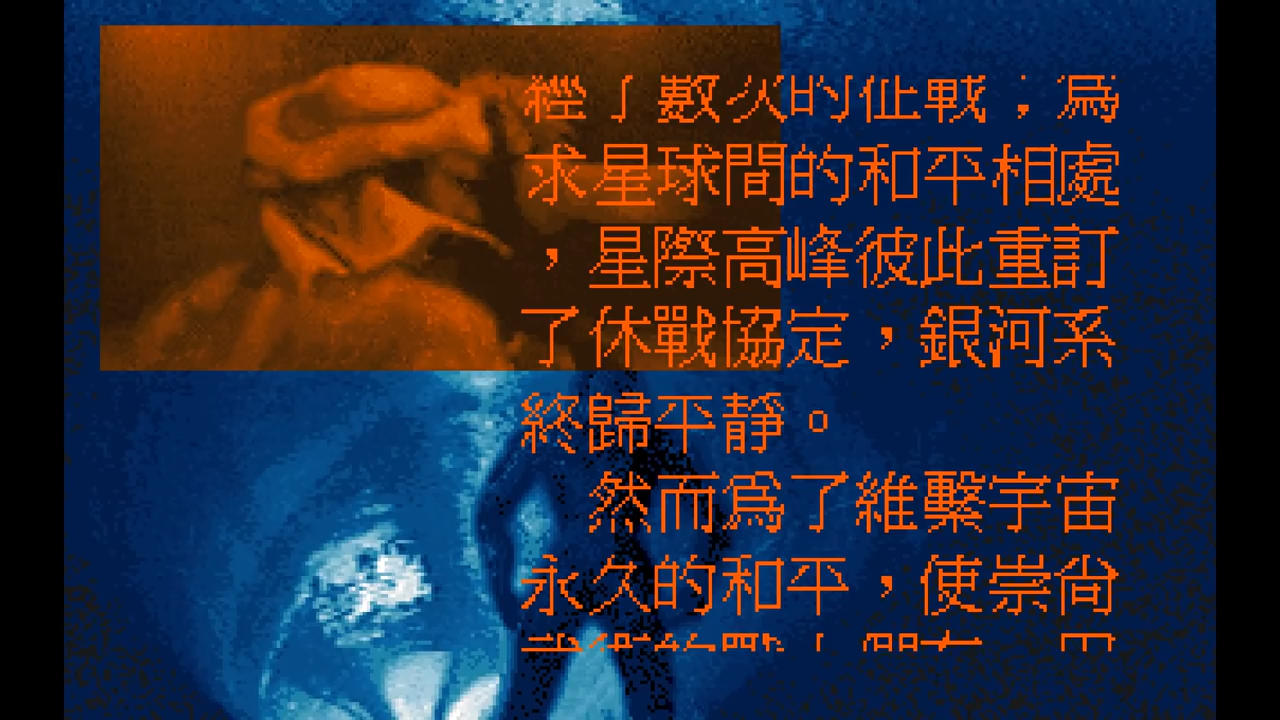 經了數次的征戰；為
求星球間的和平相處
，星際高峰彼此重訂
了休戰協定，銀河系
終歸平靜。
然而為了維繫宇宙
永久的和平，使崇尚